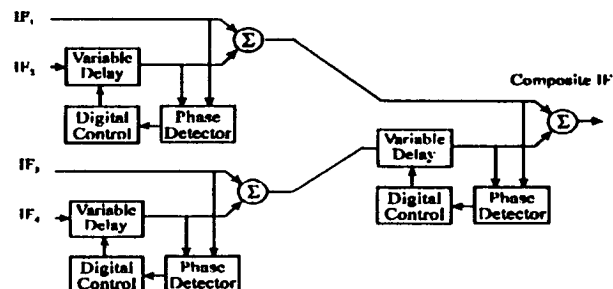 IF₁
Σ
IF₂
Variable Delay
Digital Control
Phase Detector
Composite IF
Σ
Variable Delay
Digital Control
Phase Detector
IF₃
Σ
IF₄
Variable Delay
Digital Control
Phase Detector